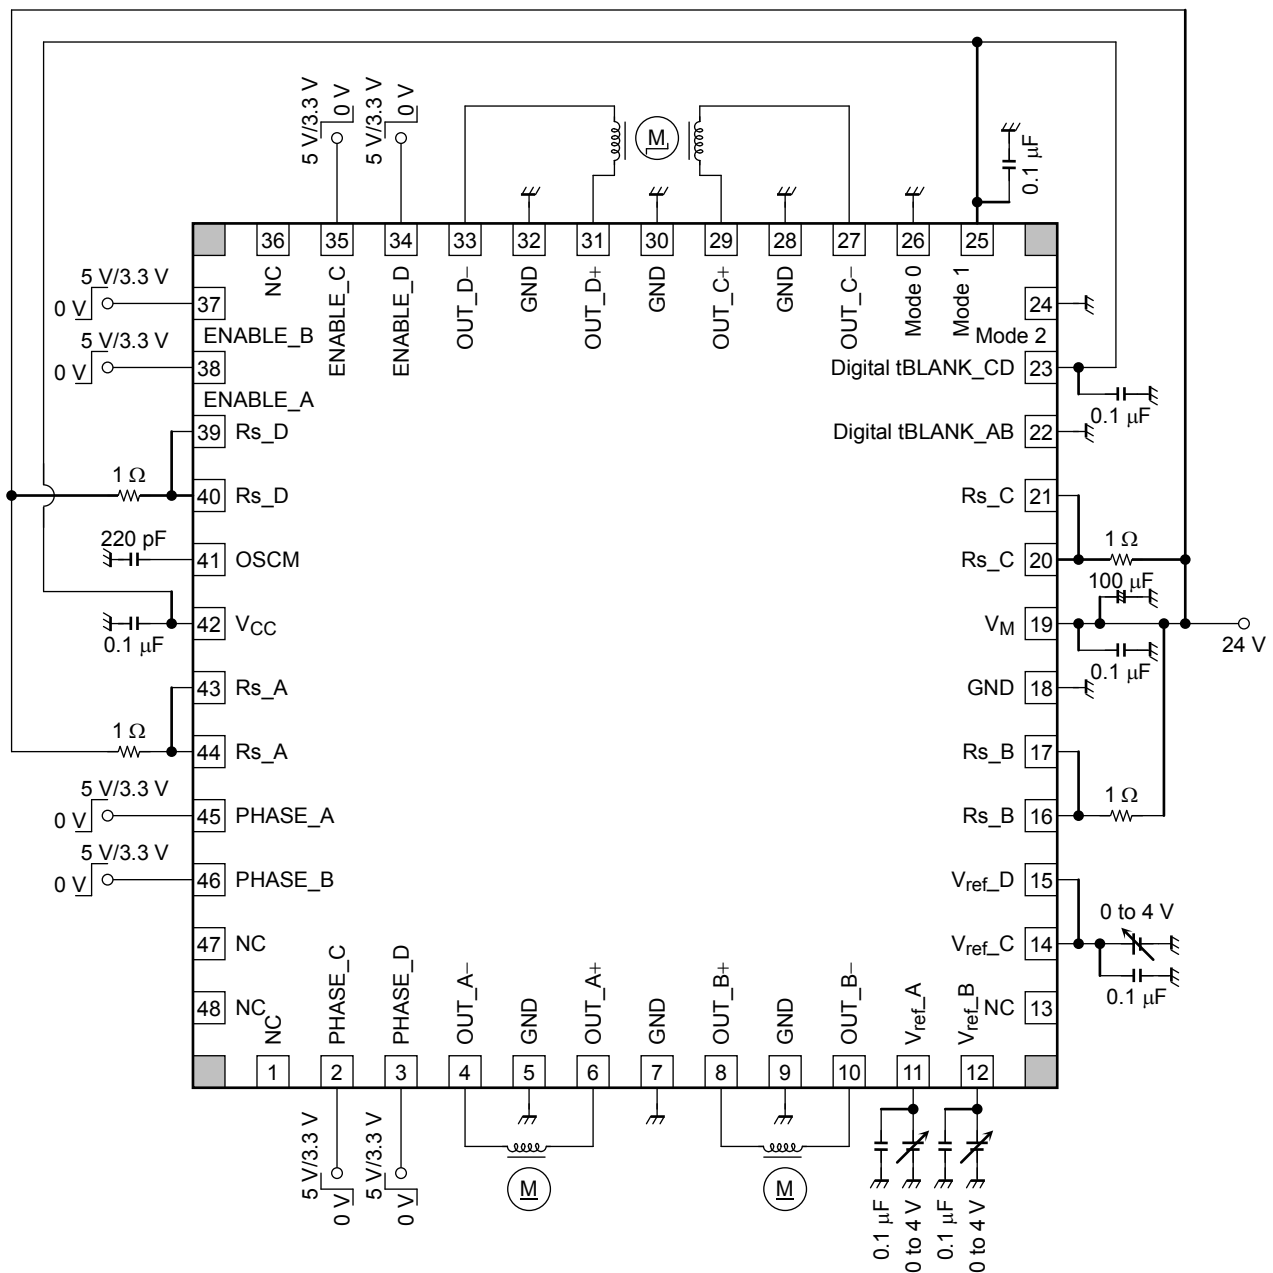 5 V/3.3 V
0 V
5 V/3.3 V
0 V
M
M
0.1 μF
36
35
34
33
32
31
30
29
28
27
26
25
NC
ENABLE_C
ENABLE_D
OUT_D−
GND
OUT_D+
GND
OUT_C+
GND
OUT_C−
Mode 0
Mode 1
5 V/3.3 V
0 V
37
ENABLE_B
5 V/3.3 V
0 V
38
ENABLE_A
39 Rs_D
1 Ω
40 Rs_D
220 pF
41 OSCM
42 VCC
0.1 μF
43 Rs_A
1 Ω
44 Rs_A
5 V/3.3 V
0 V
45 PHASE_A
5 V/3.3 V
0 V
46 PHASE_B
47 NC
48 NC
24
Mode 2
Digital tBLANK_CD 23
0.1 μF
Digital tBLANK_AB 22
Rs_C 21
1 Ω
Rs_C 20
100 μF
VM 19
24 V
0.1 μF
GND 18
Rs_B 17
1 Ω
Rs_B 16
Vref_D 15
0 to 4 V
Vref_C 14
0.1 μF
NC 13
NC
PHASE_C
PHASE_D
OUT_A−
GND
OUT_A+
GND
OUT_B+
GND
OUT_B−
Vref_A
Vref_B
1
2
3
4
5
6
7
8
9
10
11
12
5 V/3.3 V
0 V
5 V/3.3 V
0 V
M
M
0.1 μF
0 to 4 V
0.1 μF
0 to 4 V